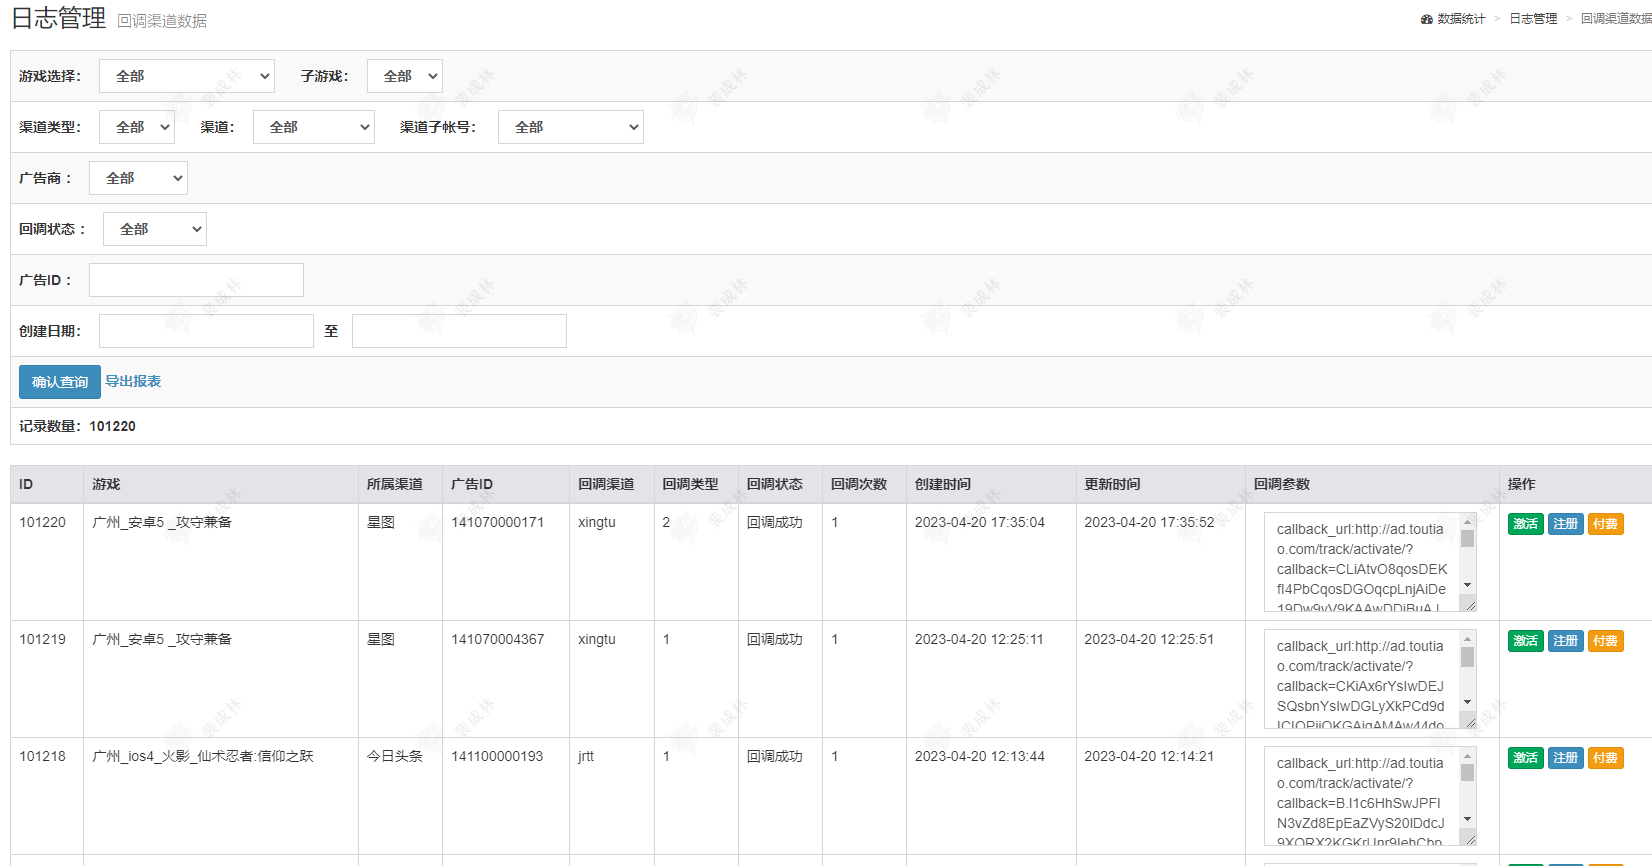 日志管理 回调渠道数据
数据统计 > 日志管理 > 回调渠道数据
游戏选择： 全部 子游戏： 全部
渠道类型： 全部 渠道： 全部 渠道子帐号： 全部
广告商： 全部
回调状态： 全部
广告ID：
创建日期： 至
确认查询 导出报表
记录数量：101220
ID 游戏 所属渠道 广告ID 回调渠道 回调类型 回调状态 回调次数 创建时间 更新时间 回调参数 操作
101220 广州_安卓5 _攻守兼备 星图 141070000171 xingtu 2 回调成功 1 2023-04-20 17:35:04 2023-04-20 17:35:52 激活 注册 付费
callback_url:http://ad.toutia
o.com/track/activate/?
callback=CLiAtvO8qosDEK
fl4PbCqosDGOqcpLnjAiDe
101219 广州_安卓5 _攻守兼备 星图 141070004367 xingtu 1 回调成功 1 2023-04-20 12:25:11 2023-04-20 12:25:51 激活 注册 付费
callback_url:http://ad.toutia
o.com/track/activate/?
callback=CKiAx6rYsIwDEJ
SQsbnYsIwDGLyXkPCd9d
101218 广州_ios4_火影_仙术忍者:信仰之跃 今日头条 141100000193 jrtt 1 回调成功 1 2023-04-20 12:13:44 2023-04-20 12:14:21 激活 注册 付费
callback_url:http://ad.toutia
o.com/track/activate/?
callback=B.I1c6HhSwJPFI
N3vZd8EpEaZVyS20IDdcJ
裴成林